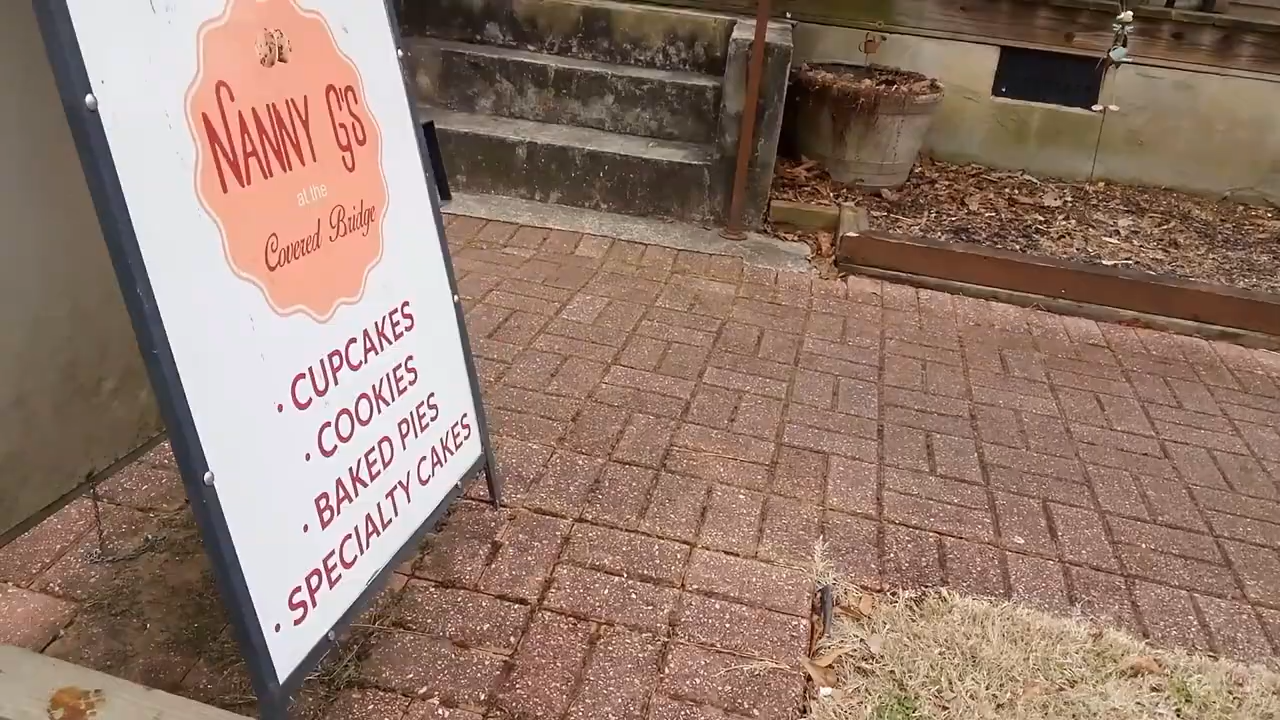 NANNY G'S
at the
Covered Bridge
· CUPCAKES
· COOKIES
· BAKED PIES
· SPECIALTY CAKES